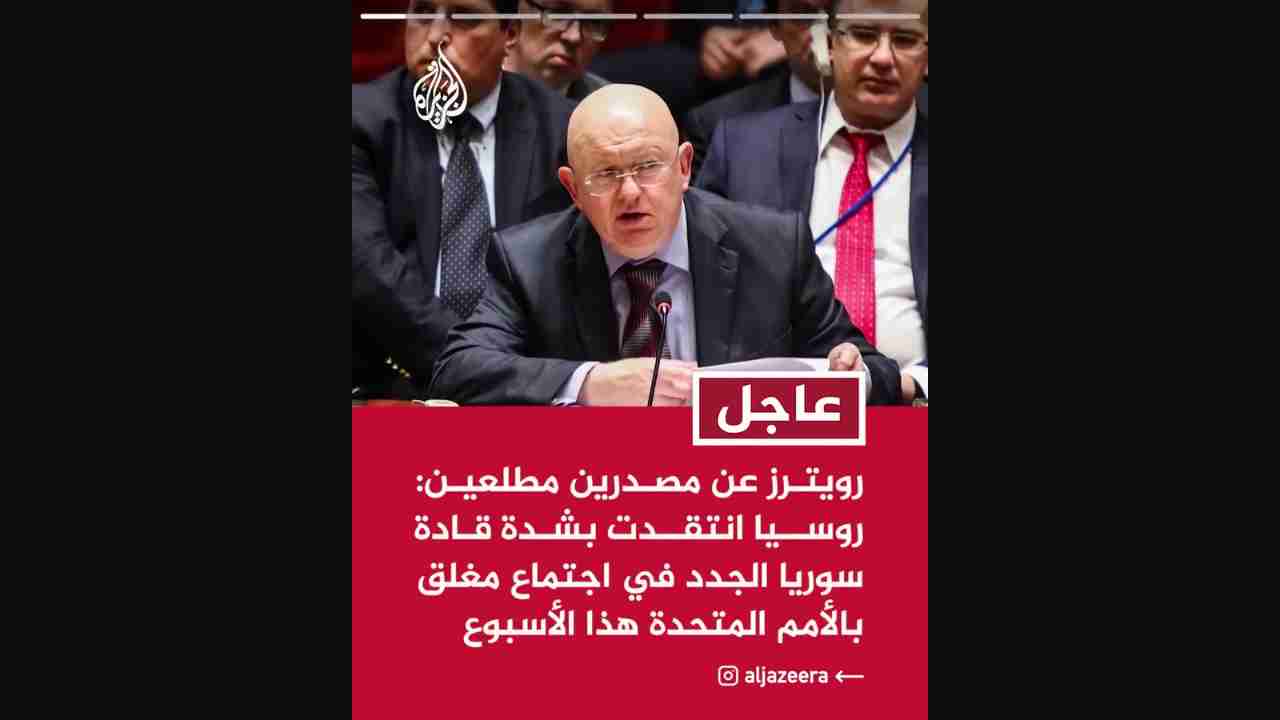 الجزيرة
عاجل
رويترز عن مصدرين مطلعين:
روسيا انتقدت بشدة قادة
سوريا الجدد في اجتماع مغلق
بالأمم المتحدة هذا الأسبوع
aljazeera